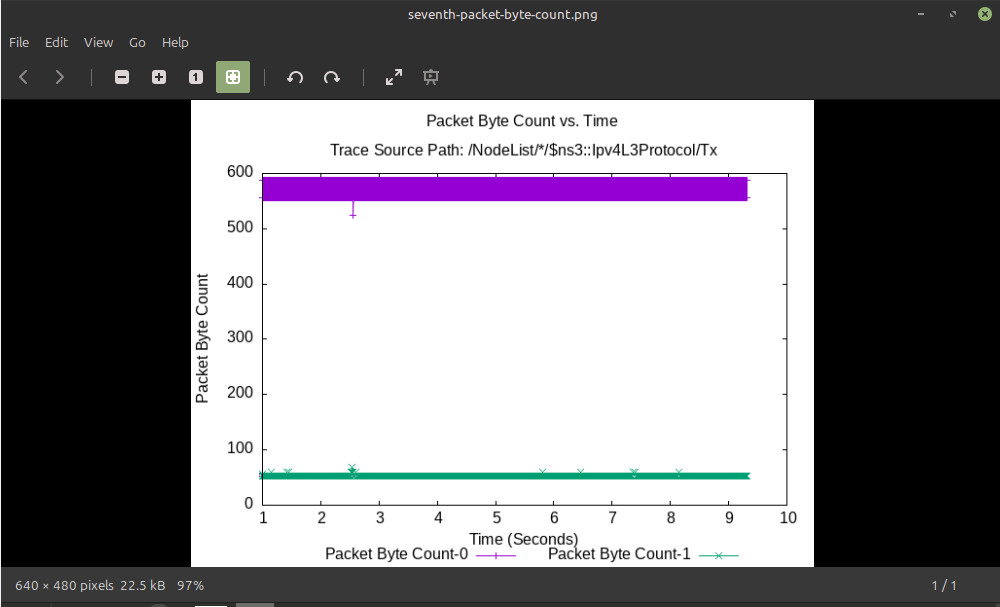 seventh-packet-byte-count.png
File Edit View Go Help
1
Packet Byte Count vs. Time
Trace Source Path: /NodeList/*/$ns3::Ipv4L3Protocol/Tx
600
500
400
300
200
100
0
Packet Byte Count
1 2 3 4 5 6 7 8 9 10
Time (Seconds)
Packet Byte Count-0 Packet Byte Count-1
640 × 480 pixels 22.5 kB 97% 1 / 1